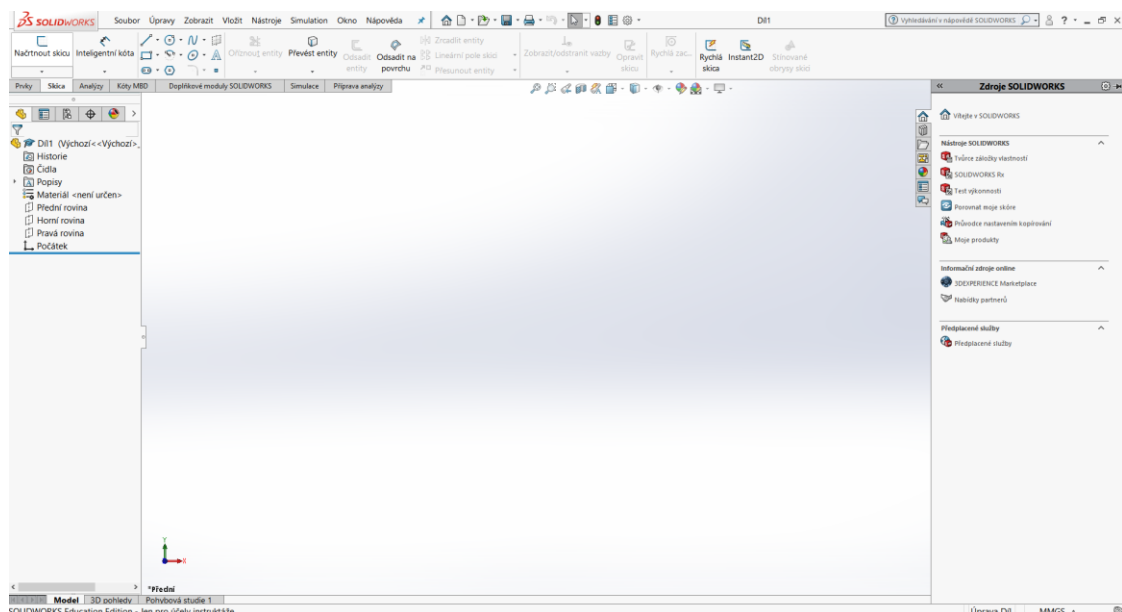 SOLIDWORKS Soubor Úpravy Zobrazit Vložit Nástroje Simulation Okno Nápověda Díl1 Vyhledávání v nápovědě SOLIDWORKS
Načrtnout skicu Inteligentní kóta Oříznout entity Převést entity Odsadit entity Odsadit na povrchu Zrcadlit entity Lineární pole skici Přesunout entity Zobrazit/odstranit vazby Opravit skicu Rychlá zac... Rychlá skica Instant2D Stínované obrysy skici
Prvky Skica Analýzy Kóty MBD Doplňkové moduly SOLIDWORKS Simulace Příprava analýzy
Díl1 (Výchozí<<Výchozí>_
Historie
Čidla
Popisy
Materiál <není určen>
Přední rovina
Horní rovina
Pravá rovina
Počátek
Y
X
*Přední
Zdroje SOLIDWORKS
Vítejte v SOLIDWORKS
Nástroje SOLIDWORKS
Tvůrce záložky vlastností
SOLIDWORKS Rx
Test výkonnosti
Porovnat moje skóre
Průvodce nastavením kopírování
Moje produkty
Informační zdroje online
3DEXPERIENCE Marketplace
Nabídky partnerů
Předplacené služby
Předplacené služby
Model 3D pohledy Pohybová studie 1
SOLIDWORKS Education Edition - Jen pro účely instruktáže Úprava Díl MMGS